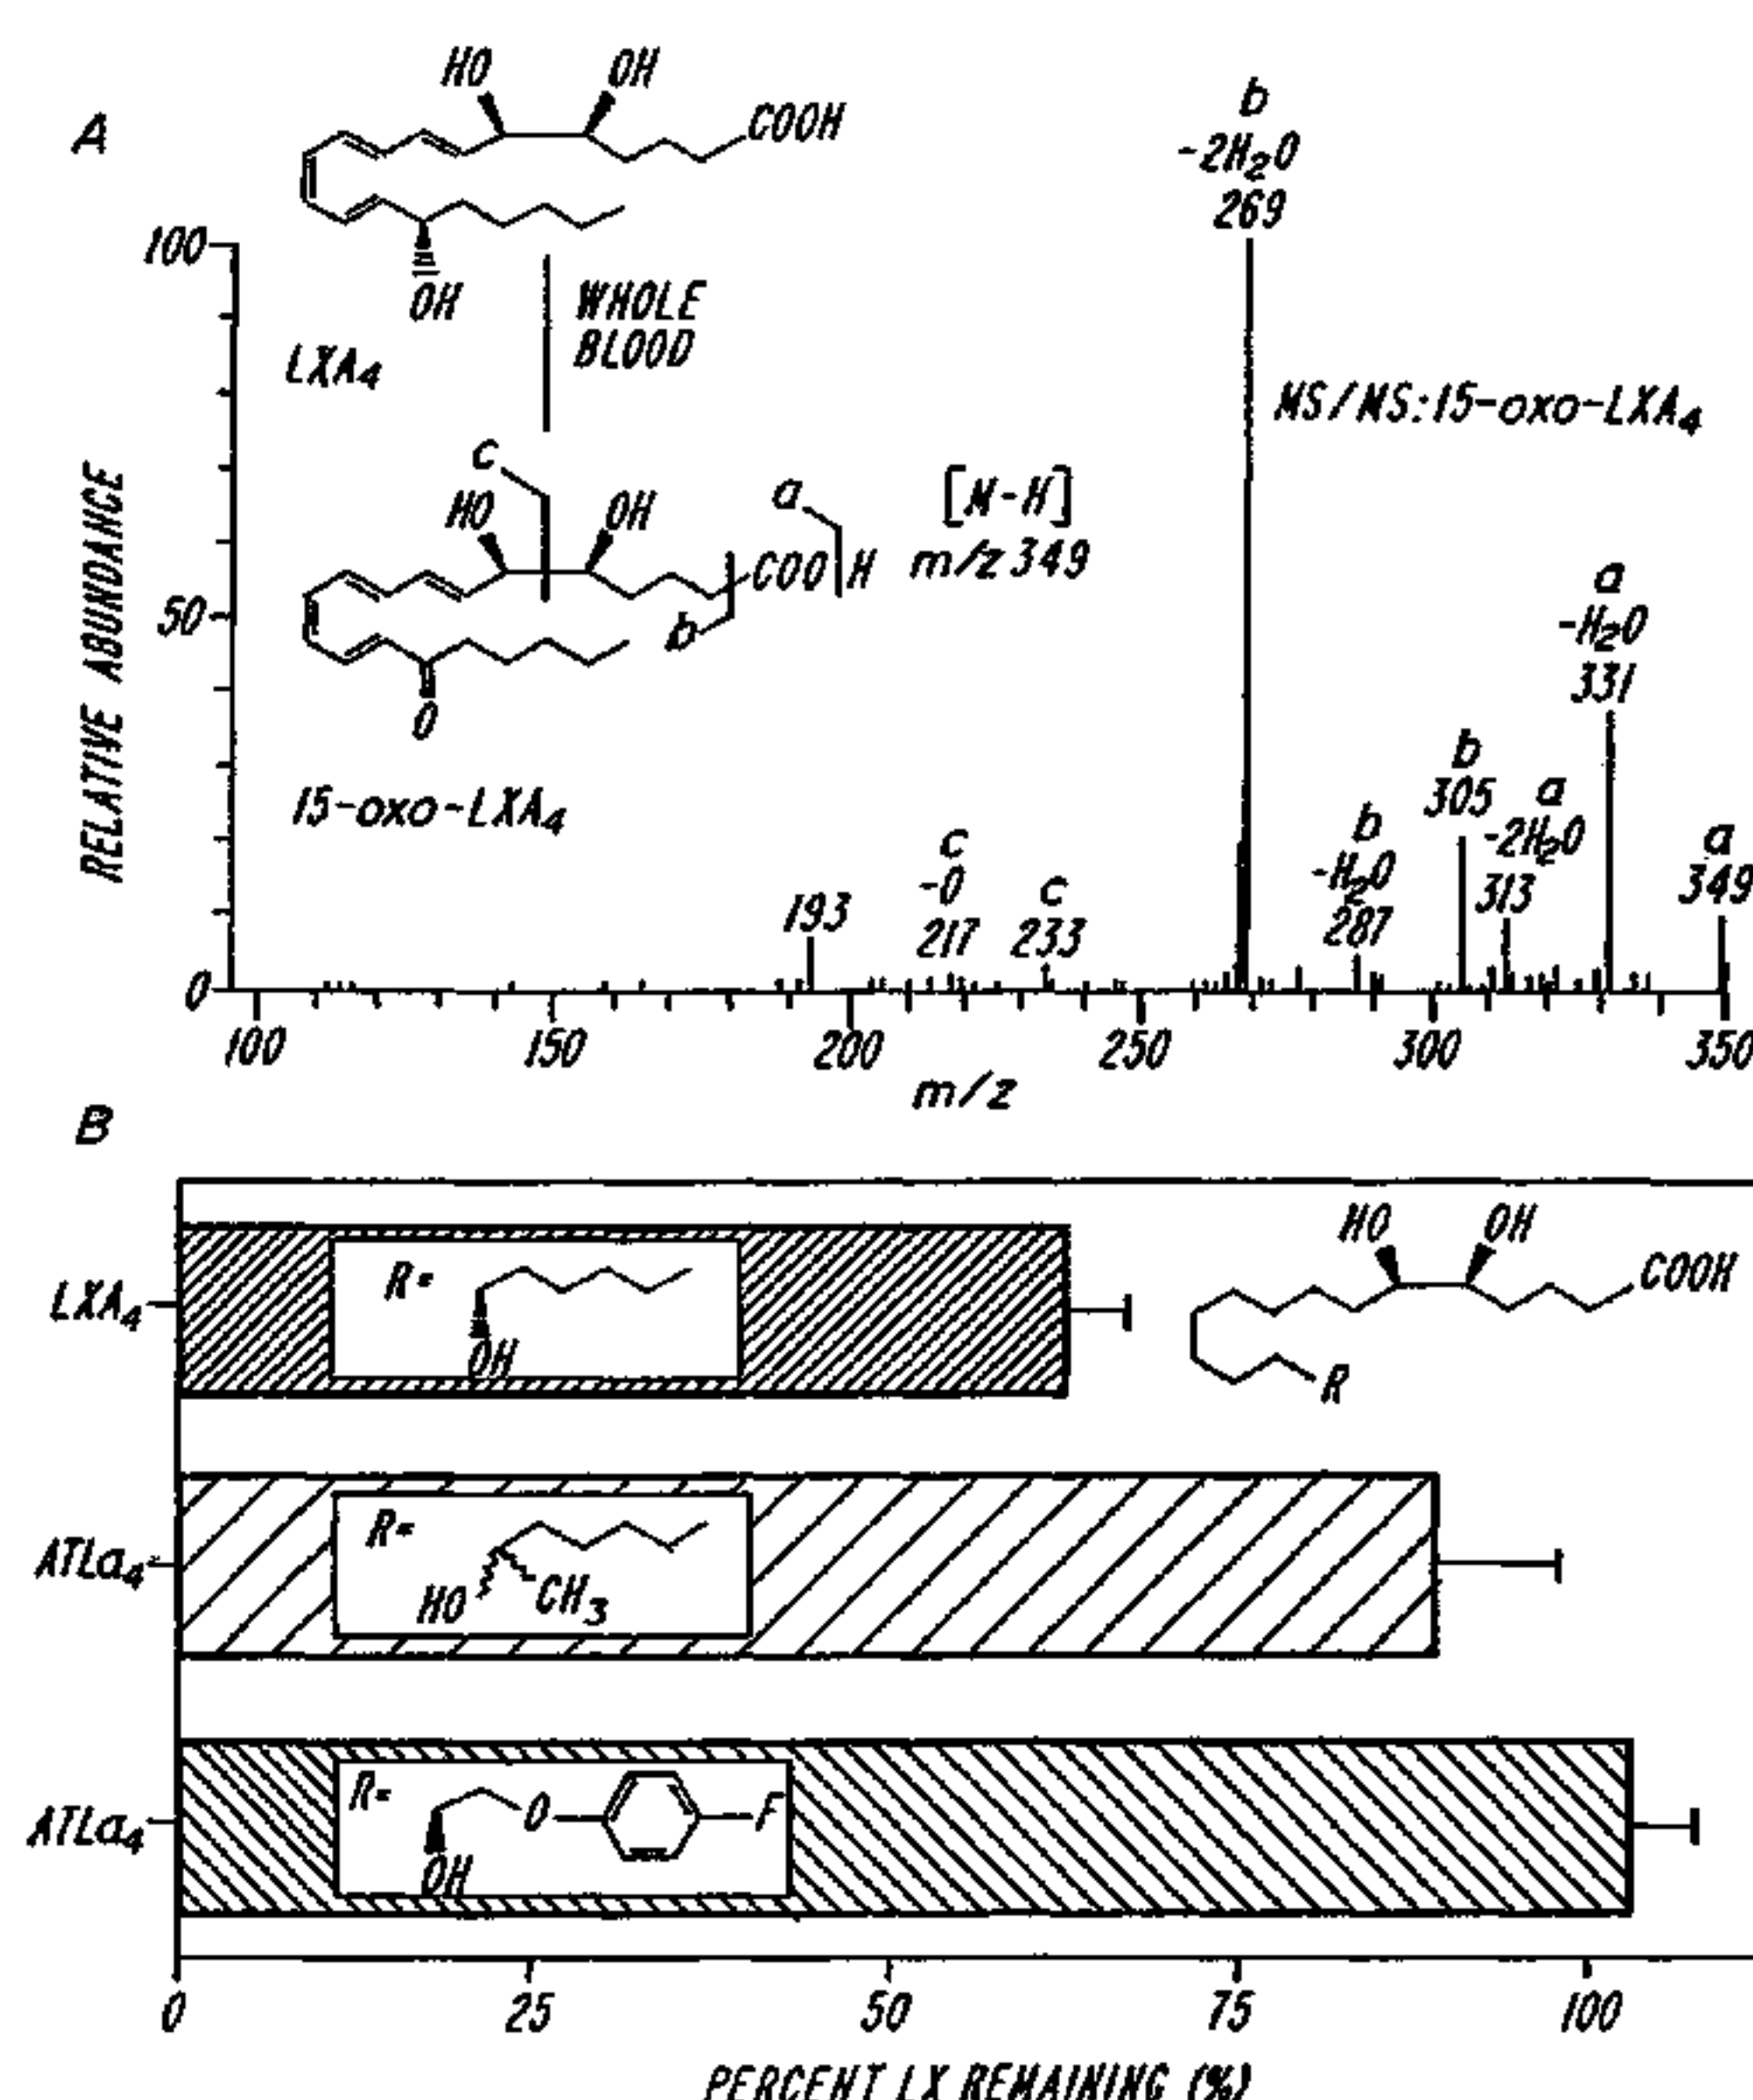 A
HO OH
COOH
OH
LXA4
WHOLE
BLOOD
100
50
0
RELATIVE ABUNDANCE
c
HO OH
a
COO H
b
O
15-oxo-LXA4
[M-H]
m/z 349
b
-2H2O
269
MS/MS:15-oxo-LXA4
193
c
-O
217
c
233
b
-H2O
287
b
305
a
-2H2O
313
a
-H2O
331
a
349
100 150 200 250 300 350
m/z
B
LXA4
R=
OH
HO OH
COOH
R
ATLa4
R=
HO CH3
ATLa4
R=
O F
OH
0 25 50 75 100
PERCENT LX REMAINING (%)